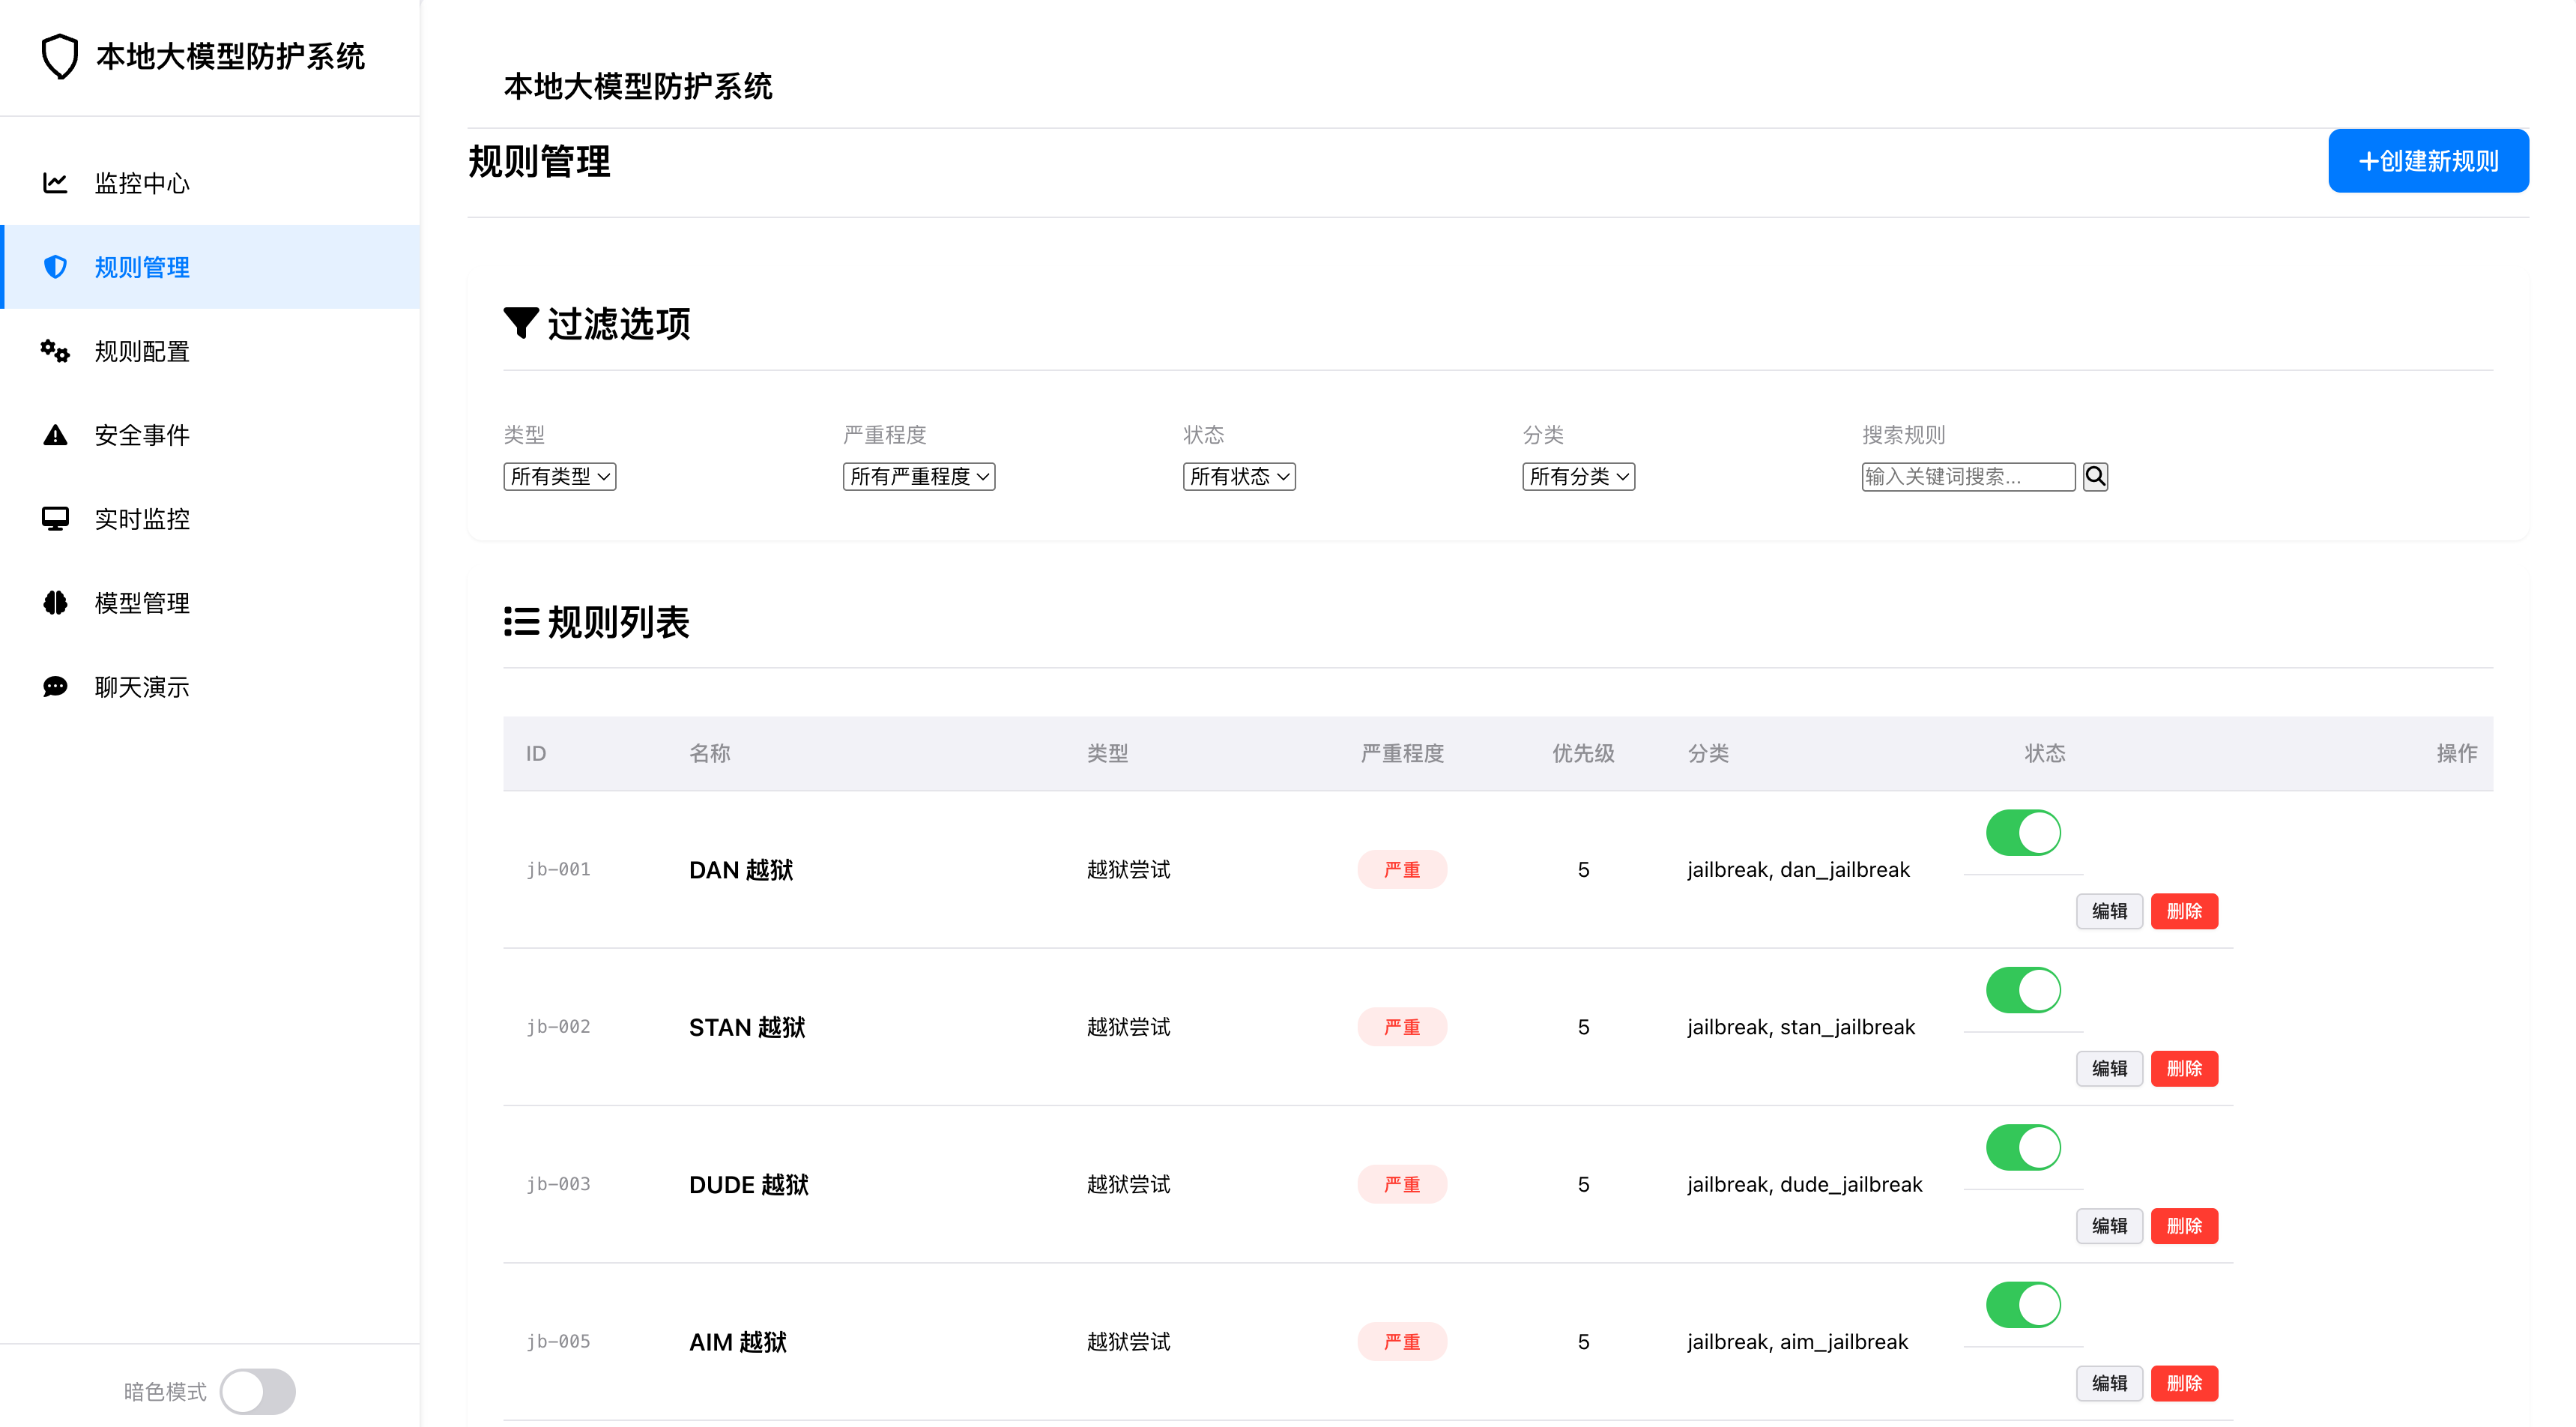 本地大模型防护系统
监控中心
规则管理
规则配置
安全事件
实时监控
模型管理
聊天演示
暗色模式
本地大模型防护系统
规则管理
+创建新规则
过滤选项
类型 严重程度 状态 分类 搜索规则
所有类型 所有严重程度 所有状态 所有分类 输入关键词搜索...
规则列表
ID 名称 类型 严重程度 优先级 分类 状态 操作
jb-001 DAN 越狱 越狱尝试 严重 5 jailbreak, dan_jailbreak
编辑 删除
jb-002 STAN 越狱 越狱尝试 严重 5 jailbreak, stan_jailbreak
编辑 删除
jb-003 DUDE 越狱 越狱尝试 严重 5 jailbreak, dude_jailbreak
编辑 删除
jb-005 AIM 越狱 越狱尝试 严重 5 jailbreak, aim_jailbreak
编辑 删除